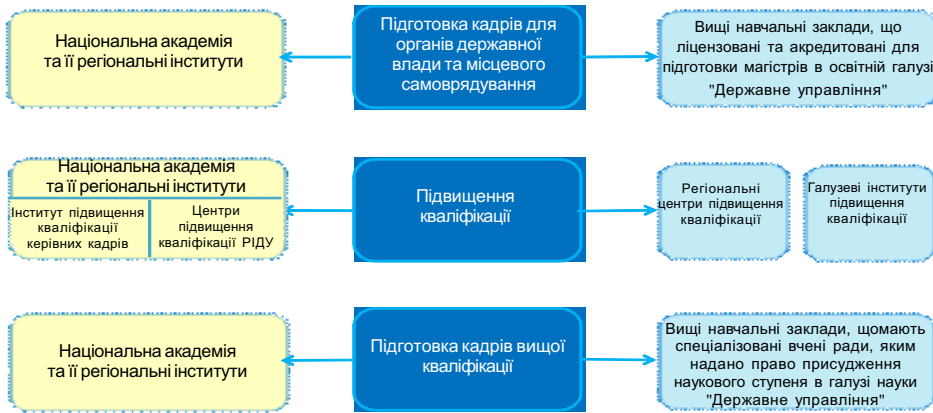 Національна академія
та її регіональні інститути
Підготовка кадрів для
органів державної
влади та місцевого
самоврядування
Вищі навчальні заклади, що
ліцензовані та акредитовані для
підготовки магістрів в освітній галузі
"Державне управління"
Національна академія
та її регіональні інститути
Інститут підвищення
кваліфікації
керівних кадрів
Центри
підвищення
кваліфікації РІДУ
Підвищення
кваліфікації
Регіональні
центри підвищення
кваліфікації
Галузеві інститути
підвищення
кваліфікації
Національна академія
та її регіональні інститути
Підготовка кадрів вищої
кваліфікації
Вищі навчальні заклади, щомають
спеціалізовані вчені ради, яким
надано право присудження
наукового ступеня в галузі науки
"Державне управління"